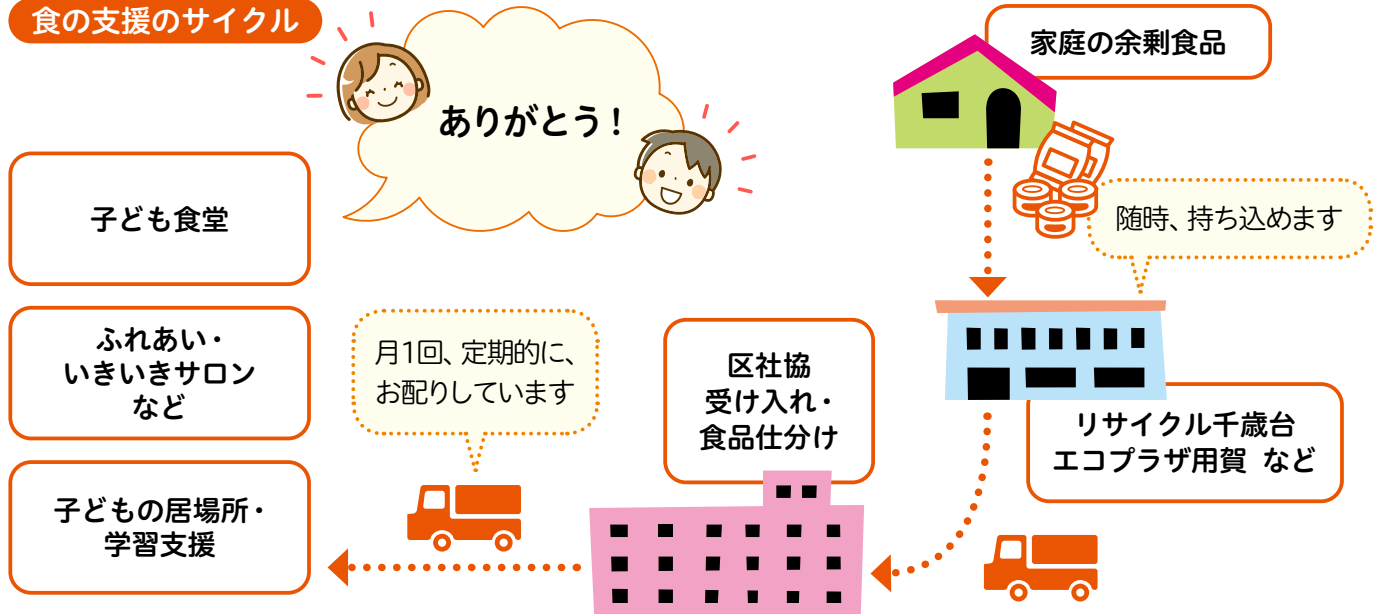 食の支援のサイクル
ありがとう！
家庭の余剰食品
随時、持ち込めます
リサイクル千歳台
エコプラザ用賀 など
区社協
受け入れ・
食品仕分け
月1回、定期的に、
お配りしています
子ども食堂
ふれあい・
いきいきサロン
など
子どもの居場所・
学習支援